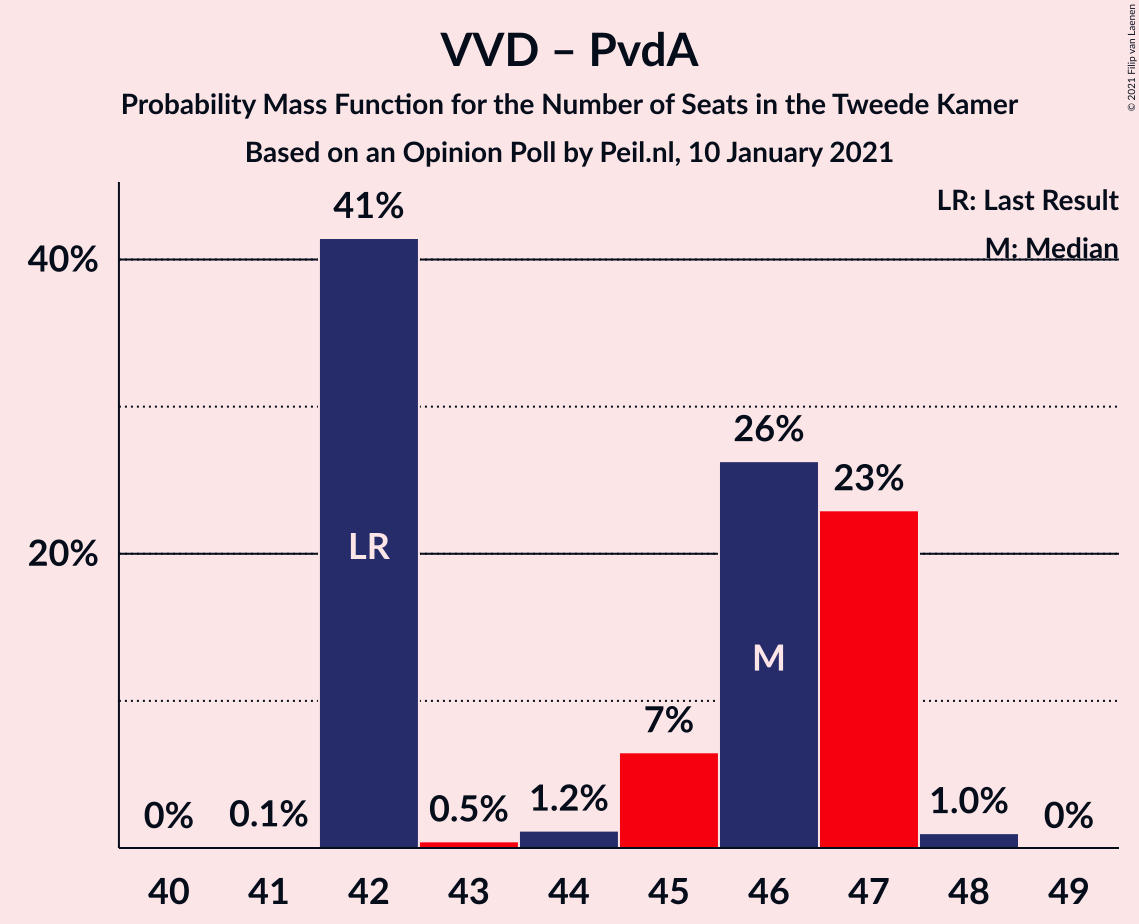 VVD – PvdA
Probability Mass Function for the Number of Seats in the Tweede Kamer
Based on an Opinion Poll by Peil.nl, 10 January 2021
© 2021 Filip van Laenen
LR: Last Result
M: Median
40%
20%
0%
0.1%
41%
LR
0.5%
1.2%
7%
26%
M
23%
1.0%
0%
40 41 42 43 44 45 46 47 48 49